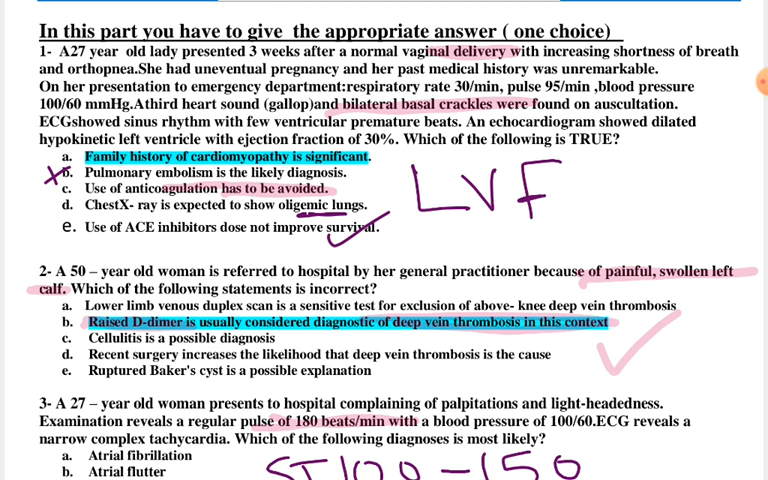 In this part you have to give the appropriate answer ( one choice)
1- A27 year old lady presented 3 weeks after a normal vaginal delivery with increasing shortness of breath
and orthopnea.She had uneventual pregnancy and her past medical history was unremarkable.
On her presentation to emergency department:respiratory rate 30/min, pulse 95/min ,blood pressure
100/60 mmHg.Athird heart sound (gallop)and bilateral basal crackles were found on auscultation.
ECGshowed sinus rhythm with few ventricular premature beats. An echocardiogram showed dilated
hypokinetic left ventricle with ejection fraction of 30%. Which of the following is TRUE?
a. Family history of cardiomyopathy is significant.
b. Pulmonary embolism is the likely diagnosis.
c. Use of anticoagulation has to be avoided.
d. ChestX- ray is expected to show oligemic lungs.
e. Use of ACE inhibitors dose not improve survival.
LVF
2- A 50 – year old woman is referred to hospital by her general practitioner because of painful, swollen left
calf. Which of the following statements is incorrect?
a. Lower limb venous duplex scan is a sensitive test for exclusion of above- knee deep vein thrombosis
b. Raised D-dimer is usually considered diagnostic of deep vein thrombosis in this context
c. Cellulitis is a possible diagnosis
d. Recent surgery increases the likelihood that deep vein thrombosis is the cause
e. Ruptured Baker's cyst is a possible explanation
3- A 27 – year old woman presents to hospital complaining of palpitations and light-headedness.
Examination reveals a regular pulse of 180 beats/min with a blood pressure of 100/60.ECG reveals a
narrow complex tachycardia. Which of the following diagnoses is most likely?
a. Atrial fibrillation
b. Atrial flutter
ST 100-150